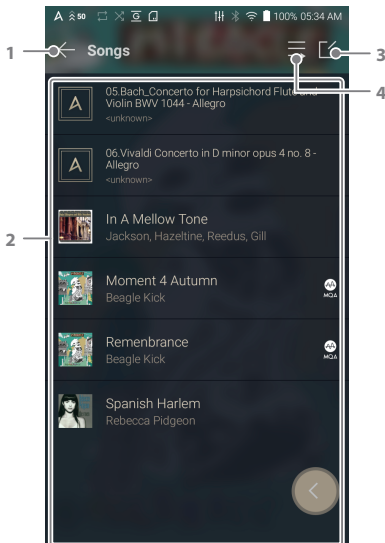 A 50 G 100% 05:34 AM
1 Songs 3
4
05.Bach_Concerto for Harpsichord Flute and
Violin BWV 1044 - Allegro
<unknown>
06.Vivaldi Concerto in D minor opus 4 no. 8 -
Allegro
<unknown>
2
In A Mellow Tone
Jackson, Hazeltine, Reedus, Gill
Moment 4 Autumn
Beagle Kick
MQA
Remenbrance
Beagle Kick
MQA
Spanish Harlem
Rebecca Pidgeon